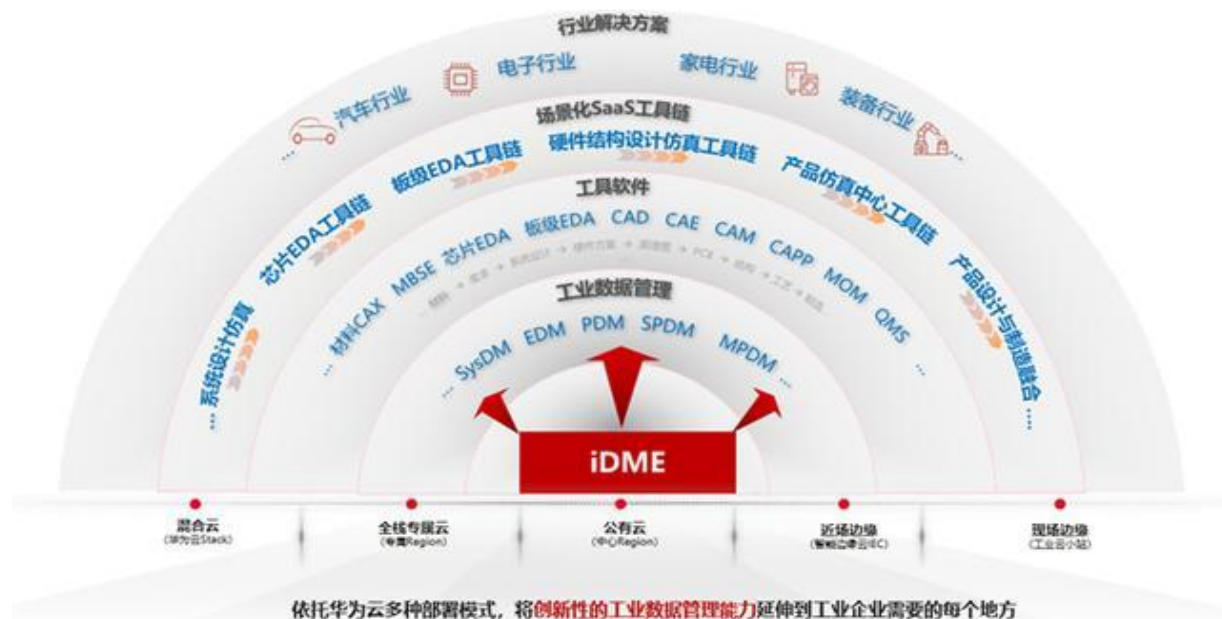 行业解决方案
汽车行业 电子行业 家电行业 装备行业
... ...
场景化SaaS工具链
... 系统设计仿真 芯片EDA工具链 板级EDA工具链 硬件结构设计仿真工具链 产品仿真中心工具链 产品设计与制造融合 ...
工具软件
... 材料CAX MBSE 芯片EDA 板级EDA CAD CAE CAM CAPP MOM QMS ...
工业数据管理
... SysDM EDM PDM SPDM MPDM ...
iDME
混合云 全栈专属云 公有云 近场边缘 现场边缘
(华为云Stack) (专属Region) (中心Region) (智能边缘云IEC) (工业云小站)
依托华为云多种部署模式，将创新性的工业数据管理能力延伸到工业企业需要的每个地方